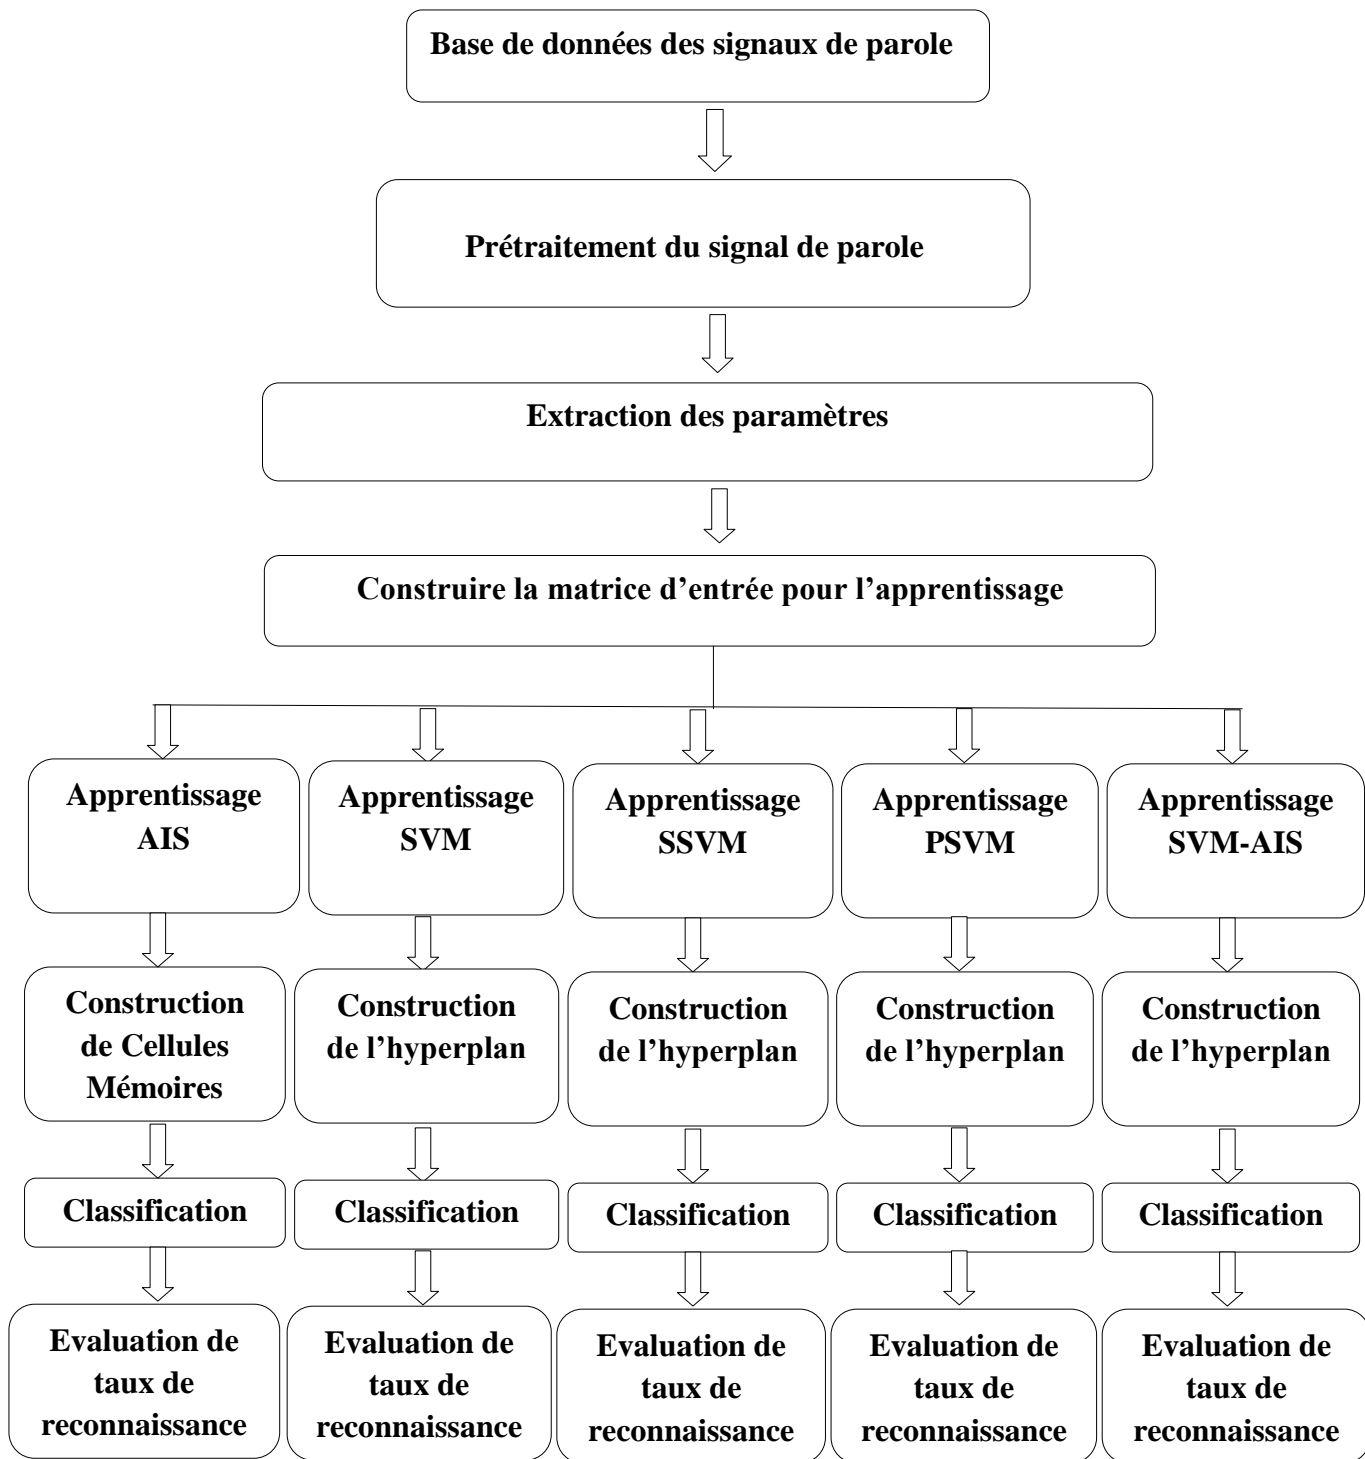 Base de données des signaux de parole
Prétraitement du signal de parole
Extraction des paramètres
Construire la matrice d’entrée pour l’apprentissage
Apprentissage
AIS
Apprentissage
SVM
Apprentissage
SSVM
Apprentissage
PSVM
Apprentissage
SVM-AIS
Construction
de Cellules
Mémoires
Construction
de l’hyperplan
Construction
de l’hyperplan
Construction
de l’hyperplan
Construction
de l’hyperplan
Classification
Classification
Classification
Classification
Classification
Evaluation de
taux de
reconnaissance
Evaluation de
taux de
reconnaissance
Evaluation de
taux de
reconnaissance
Evaluation de
taux de
reconnaissance
Evaluation de
taux de
reconnaissance